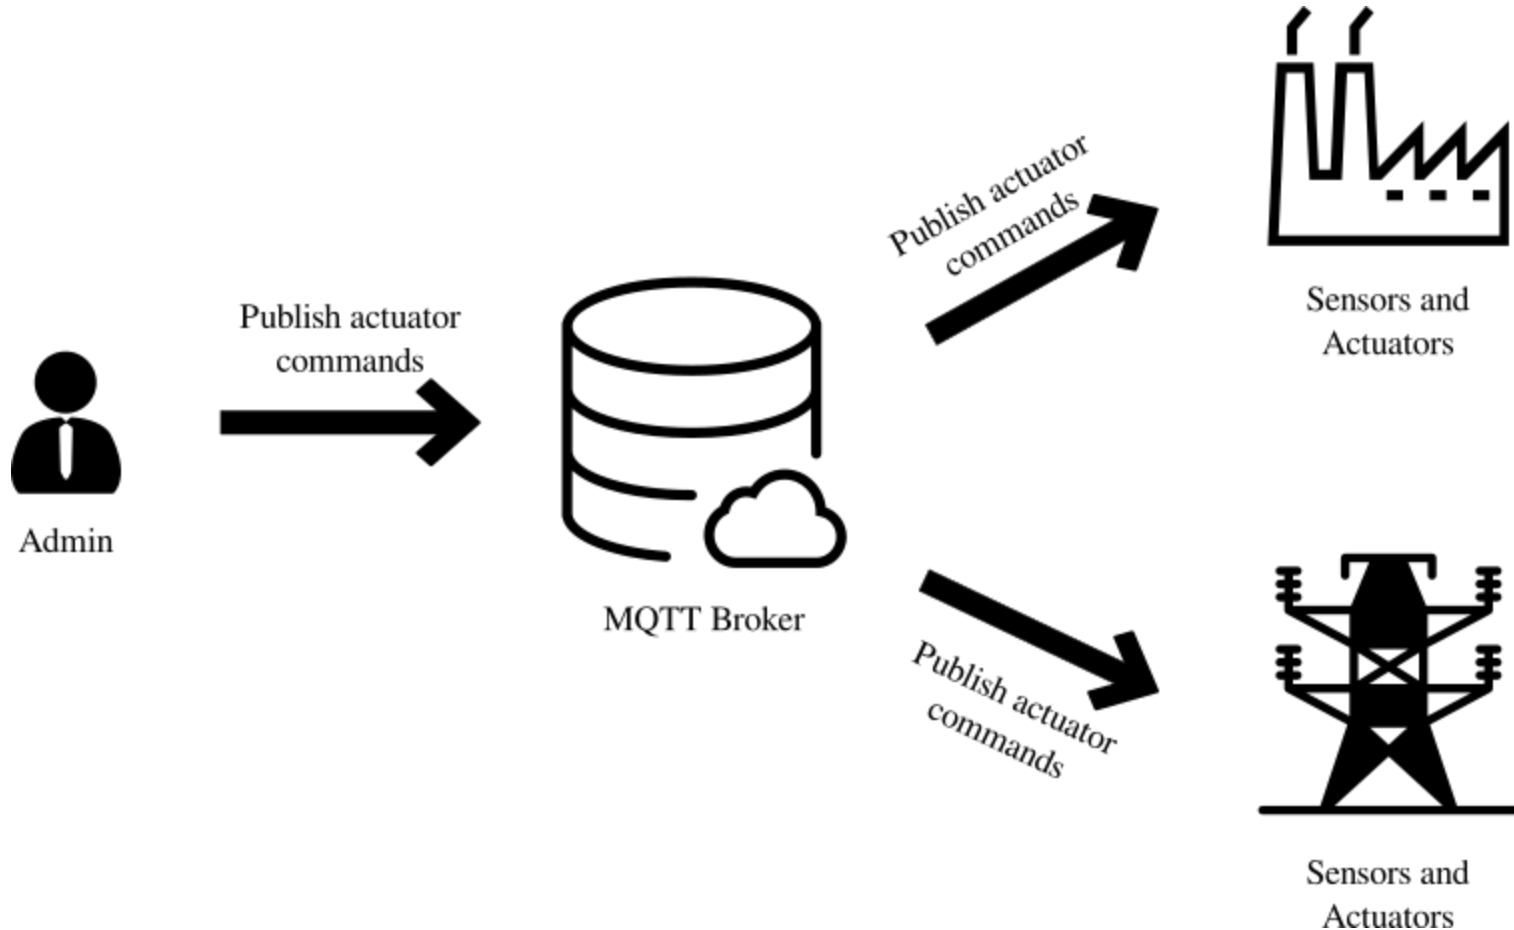 Publish actuator
commands
Admin
MQTT Broker
Publish actuator
commands
Sensors and
Actuators
Publish actuator
commands
Sensors and
Actuators